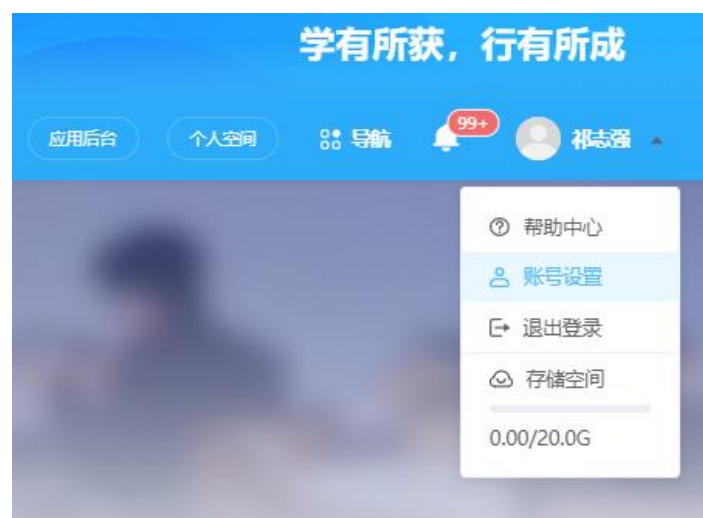 学有所获，行有所成
应用后台 个人空间 导航 99+ 祁志强
帮助中心
账号设置
退出登录
存储空间
0.00/20.0G